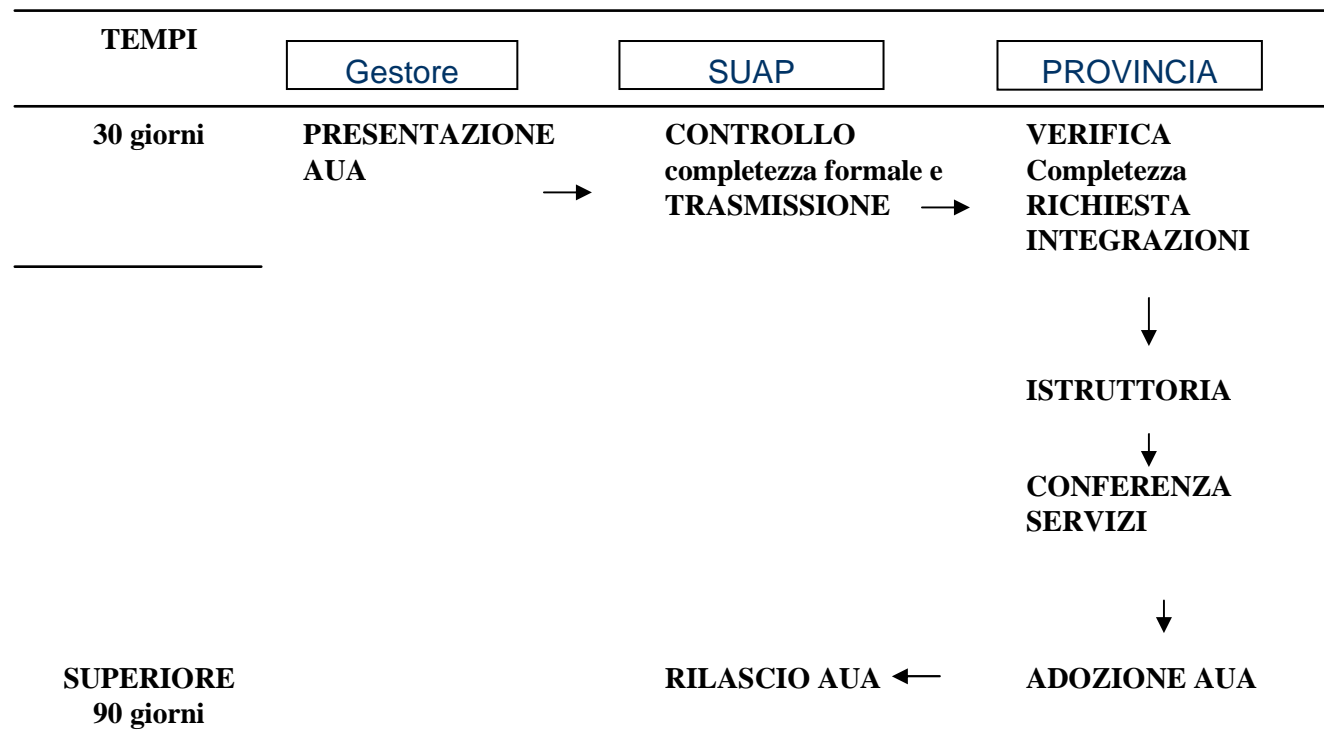 TEMPI
Gestore
SUAP
PROVINCIA
30 giorni
PRESENTAZIONE
AUA
CONTROLLO
completezza formale e
TRASMISSIONE
VERIFICA
Completezza
RICHIESTA
INTEGRAZIONI
ISTRUTTORIA
CONFERENZA
SERVIZI
SUPERIORE
90 giorni
RILASCIO AUA
ADOZIONE AUA